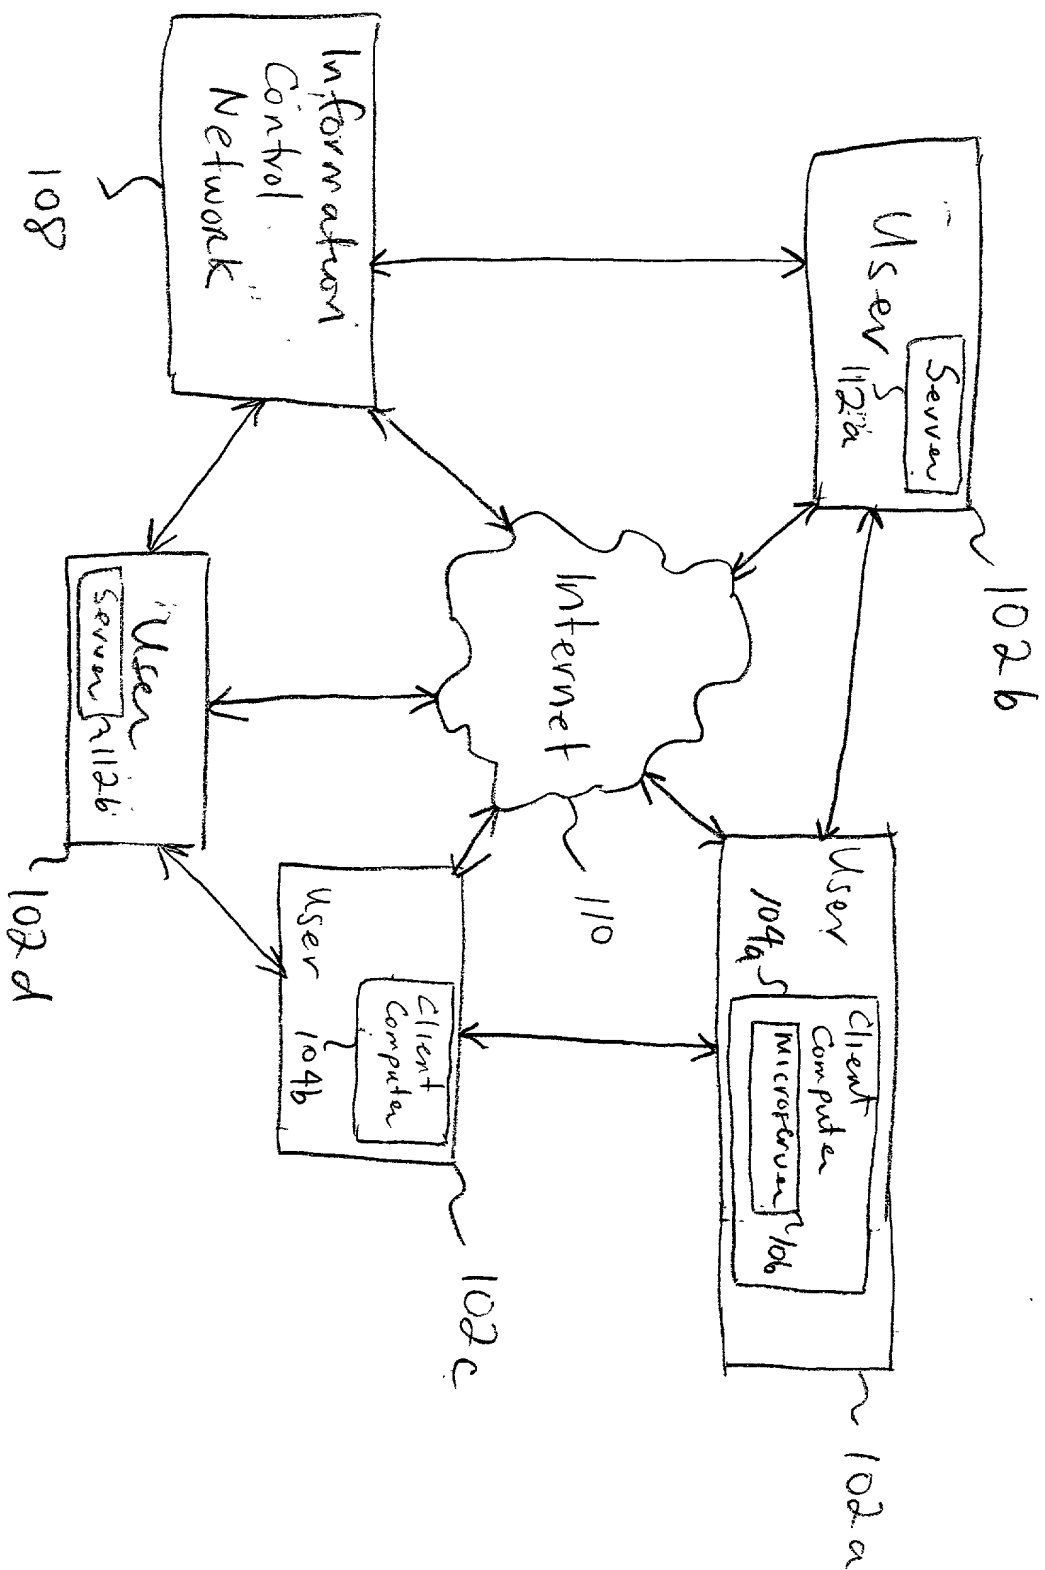 102b
Server
"User"
112a
102a
Client
Computer
Microserver
106
User
104a
Internet
110
Information
Control
Network"
108
102c
Client
Computer
User
104b
"User
Server
112b
102d